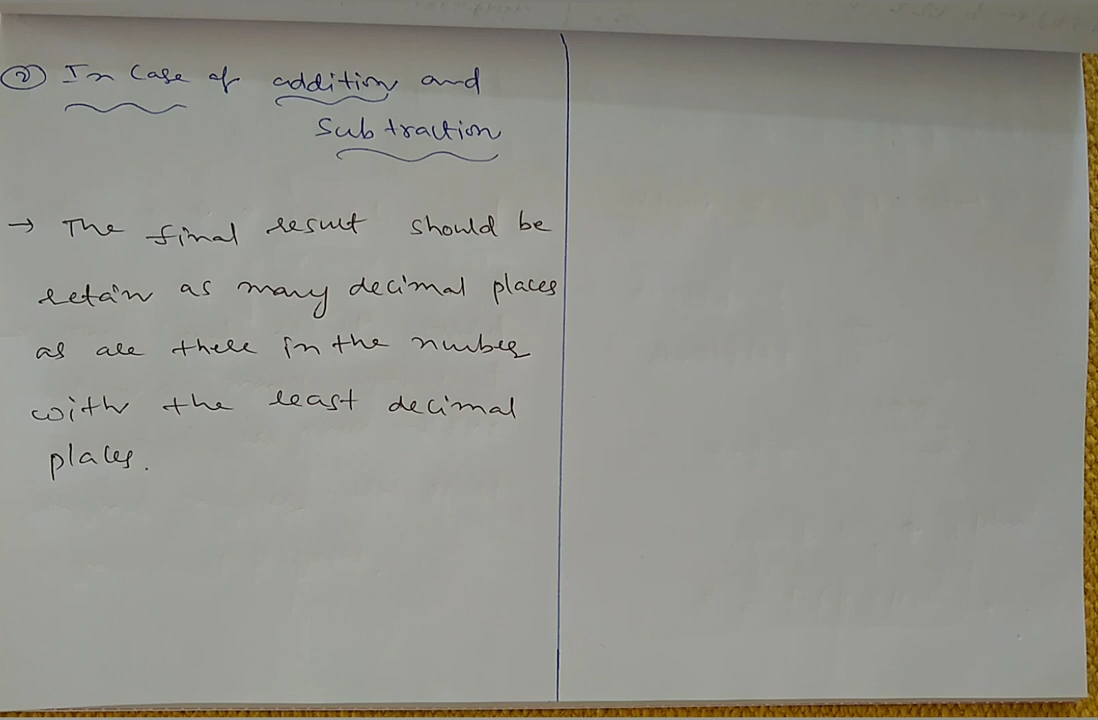 ② In Case of addition and
Subtraction
→ The final result should be
retain as many decimal places
as are there in the number
with the least decimal
places.